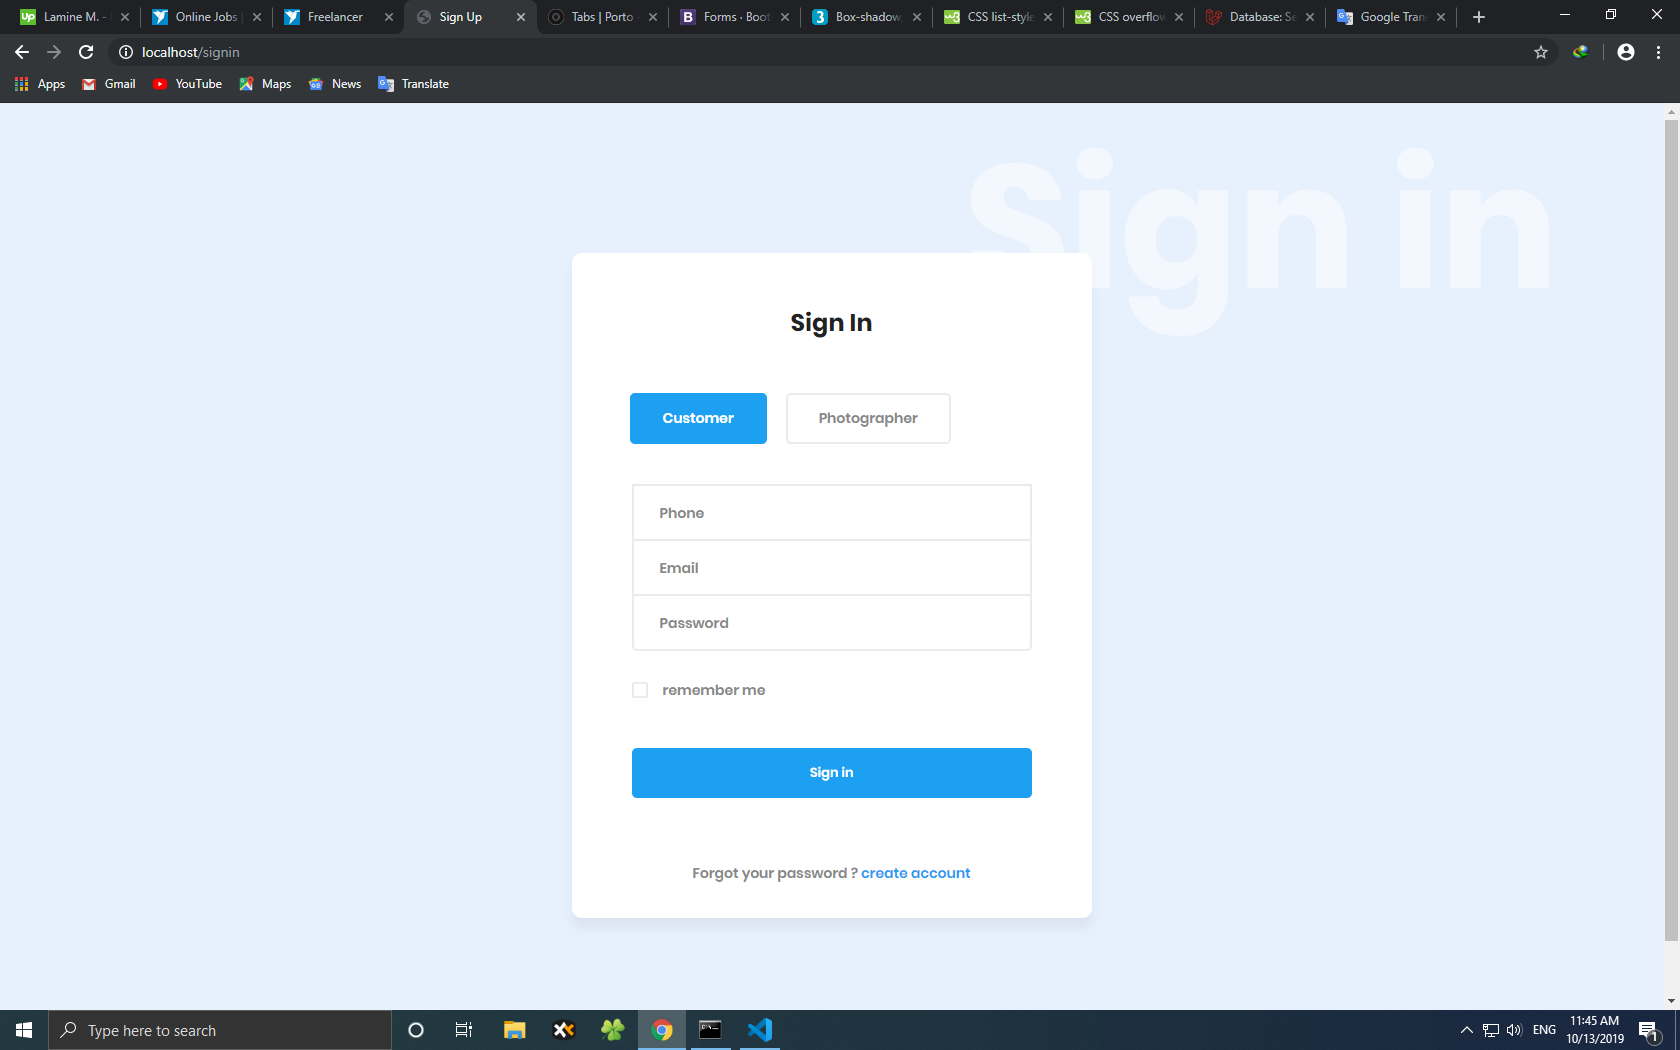 Lamine M. -
Online Jobs
Freelancer
Sign Up
Tabs | Porto
Forms · Boot
Box-shadow,
CSS list-style
CSS overflow
Database: Se
Google Tran
localhost/signin
Apps
Gmail
YouTube
Maps
News
Translate
Sign in
Sign In
Customer
Photographer
Phone
Email
Password
remember me
Sign in
Forgot your password ? create account
Type here to search
ENG
11:45 AM
10/13/2019
1